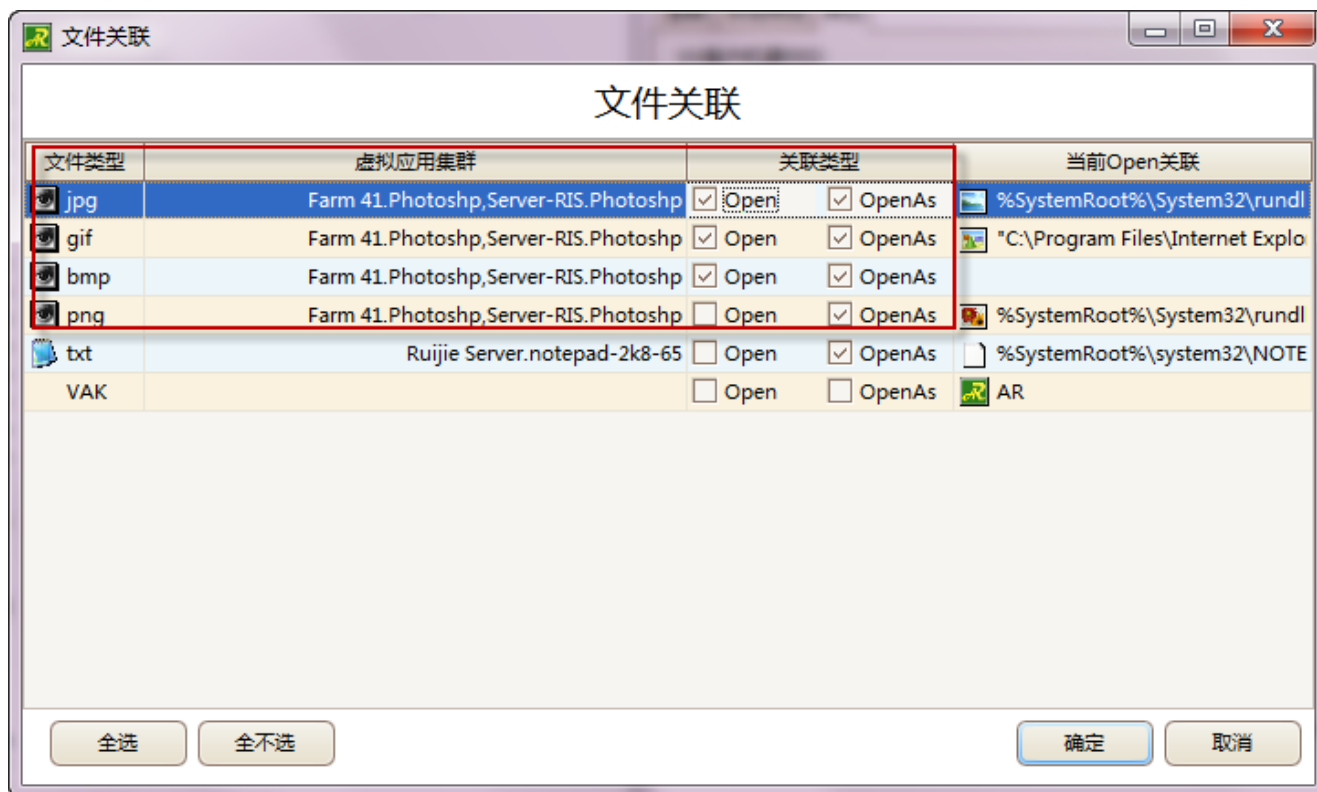 文件关联
文件关联
文件类型 虚拟应用集群 关联类型 当前Open关联
jpg Farm 41.Photoshp,Server-RIS.Photoshp Open OpenAs %SystemRoot%\System32\rundl
gif Farm 41.Photoshp,Server-RIS.Photoshp Open OpenAs "C:\Program Files\Internet Explo
bmp Farm 41.Photoshp,Server-RIS.Photoshp Open OpenAs
png Farm 41.Photoshp,Server-RIS.Photoshp Open OpenAs %SystemRoot%\System32\rundl
txt Ruijie Server.notepad-2k8-65 Open OpenAs %SystemRoot%\system32\NOTE
VAK Open OpenAs AR
全选 全不选 确定 取消